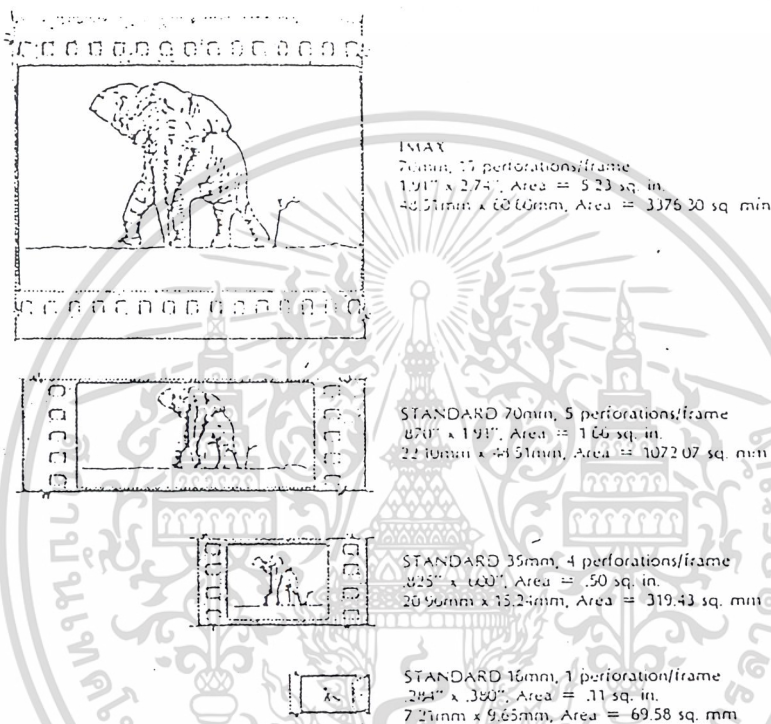 IMAX
70mm, 15 perforations/frame
1.91" x 2.74", Area = 5.23 sq. in.
48.51mm x 69.60mm, Area = 3376.30 sq. mm
STANDARD 70mm, 5 perforations/frame
.870" x 1.91", Area = 1.66 sq. in.
22.10mm x 48.51mm, Area = 1072.07 sq. mm
STANDARD 35mm, 4 perforations/frame
.825" x .600", Area = .50 sq. in.
20.96mm x 15.24mm, Area = 319.43 sq. mm
STANDARD 16mm, 1 perforation/frame
.284" x .380", Area = .11 sq. in.
7.21mm x 9.65mm, Area = 69.58 sq. mm